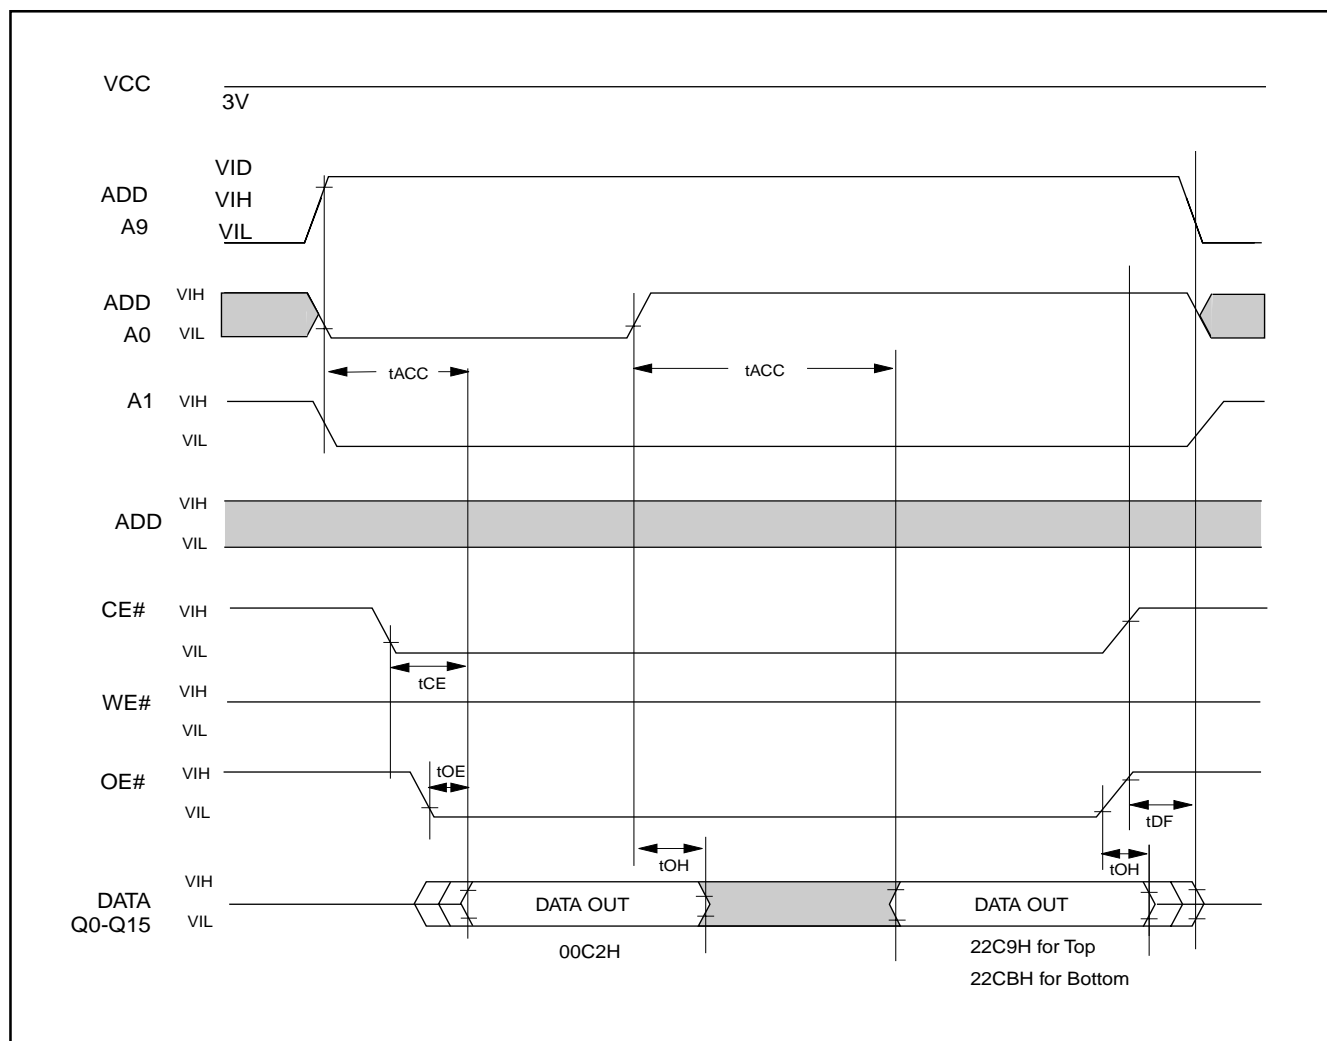 VCC
3V
VID
ADD
VIH
A9
VIL
ADD
VIH
A0
VIL
tACC
tACC
A1
VIH
VIL
ADD
VIH
VIL
CE#
VIH
VIL
tCE
WE#
VIH
VIL
OE#
VIH
tOE
VIL
tDF
tOH
tOH
DATA
VIH
Q0-Q15
VIL
DATA OUT
DATA OUT
00C2H
22C9H for Top
22CBH for Bottom